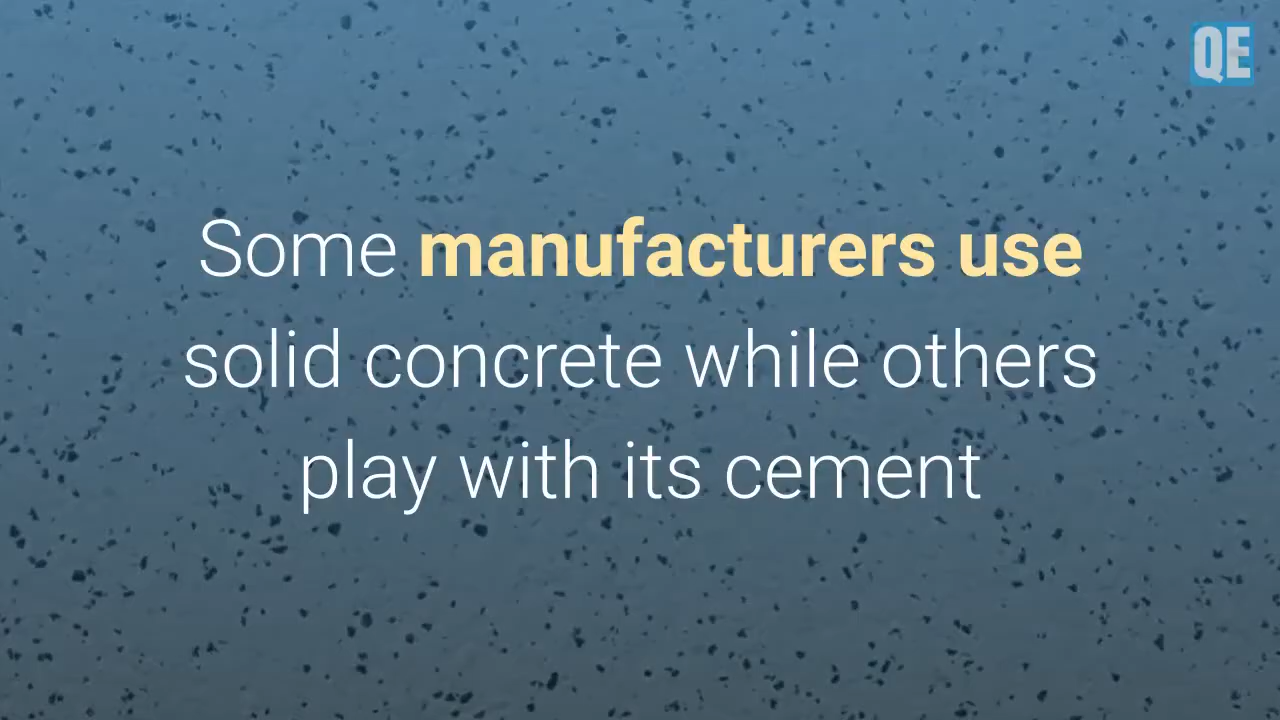 QE
Some manufacturers use
solid concrete while others
play with its cement